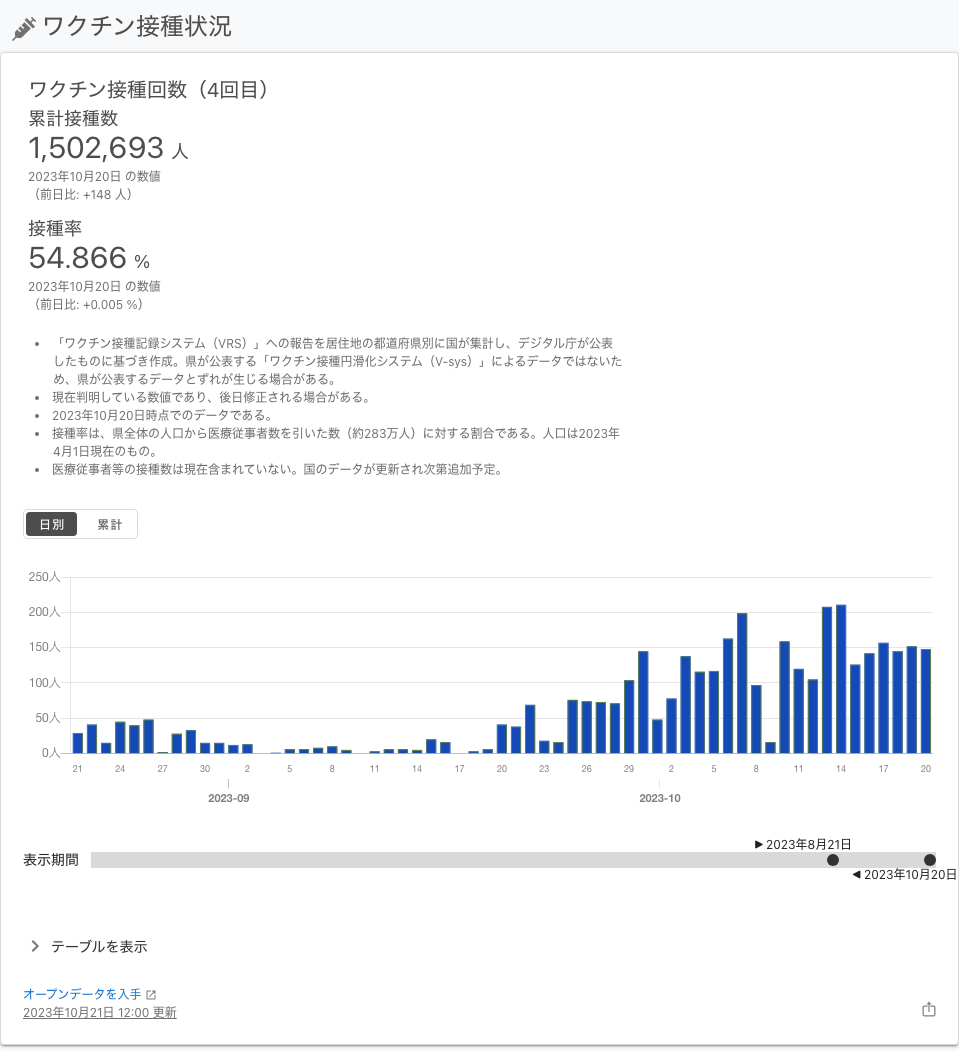 ワクチン接種状況
ワクチン接種回数（4回目）
累計接種数
1,502,693 人
2023年10月20日 の数値
（前日比: +148 人）
接種率
54.866 %
2023年10月20日 の数値
（前日比: +0.005 %）
• 「ワクチン接種記録システム（VRS）」への報告を居住地の都道府県別に国が集計し、デジタル庁が公表
したものに基づき作成。県が公表する「ワクチン接種円滑化システム（V-sys）」によるデータではないた
め、県が公表するデータとずれが生じる場合がある。
• 現在判明している数値であり、後日修正される場合がある。
• 2023年10月20日時点でのデータである。
• 接種率は、県全体の人口から医療従事者数を引いた数（約283万人）に対する割合である。人口は2023年
4月1日現在のもの。
• 医療従事者等の接種数は現在含まれていない。国のデータが更新され次第追加予定。
日別 累計
250人
200人
150人
100人
50人
0人
21 24 27 30 2 5 8 11 14 17 20 23 26 29 2 5 8 11 14 17 20
2023-09 2023-10
▶ 2023年8月21日
表示期間
◀ 2023年10月20日
テーブルを表示
オープンデータを入手
2023年10月21日 12:00 更新